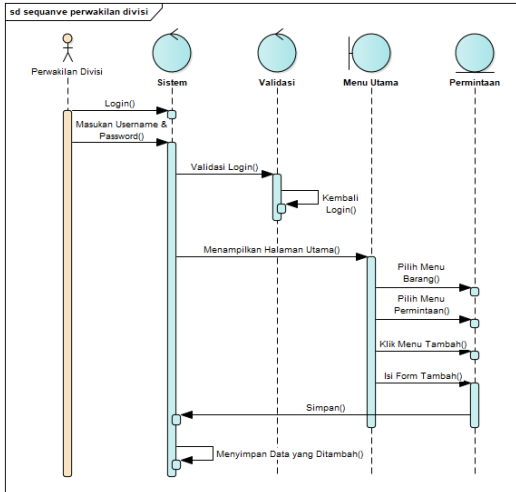 sd sequanve perwakilan divisi
Perwakilan Divisi
Sistem
Validasi
Menu Utama
Permintaan
Login()
Masukan Username &
Password()
Validasi Login()
Kembali
Login()
Menampilkan Halaman Utama()
Pilih Menu
Barang()
Pilih Menu
Permintaan()
Klik Menu Tambah()
Isi Form Tambah()
Simpan()
Menyimpan Data yang Ditambah()